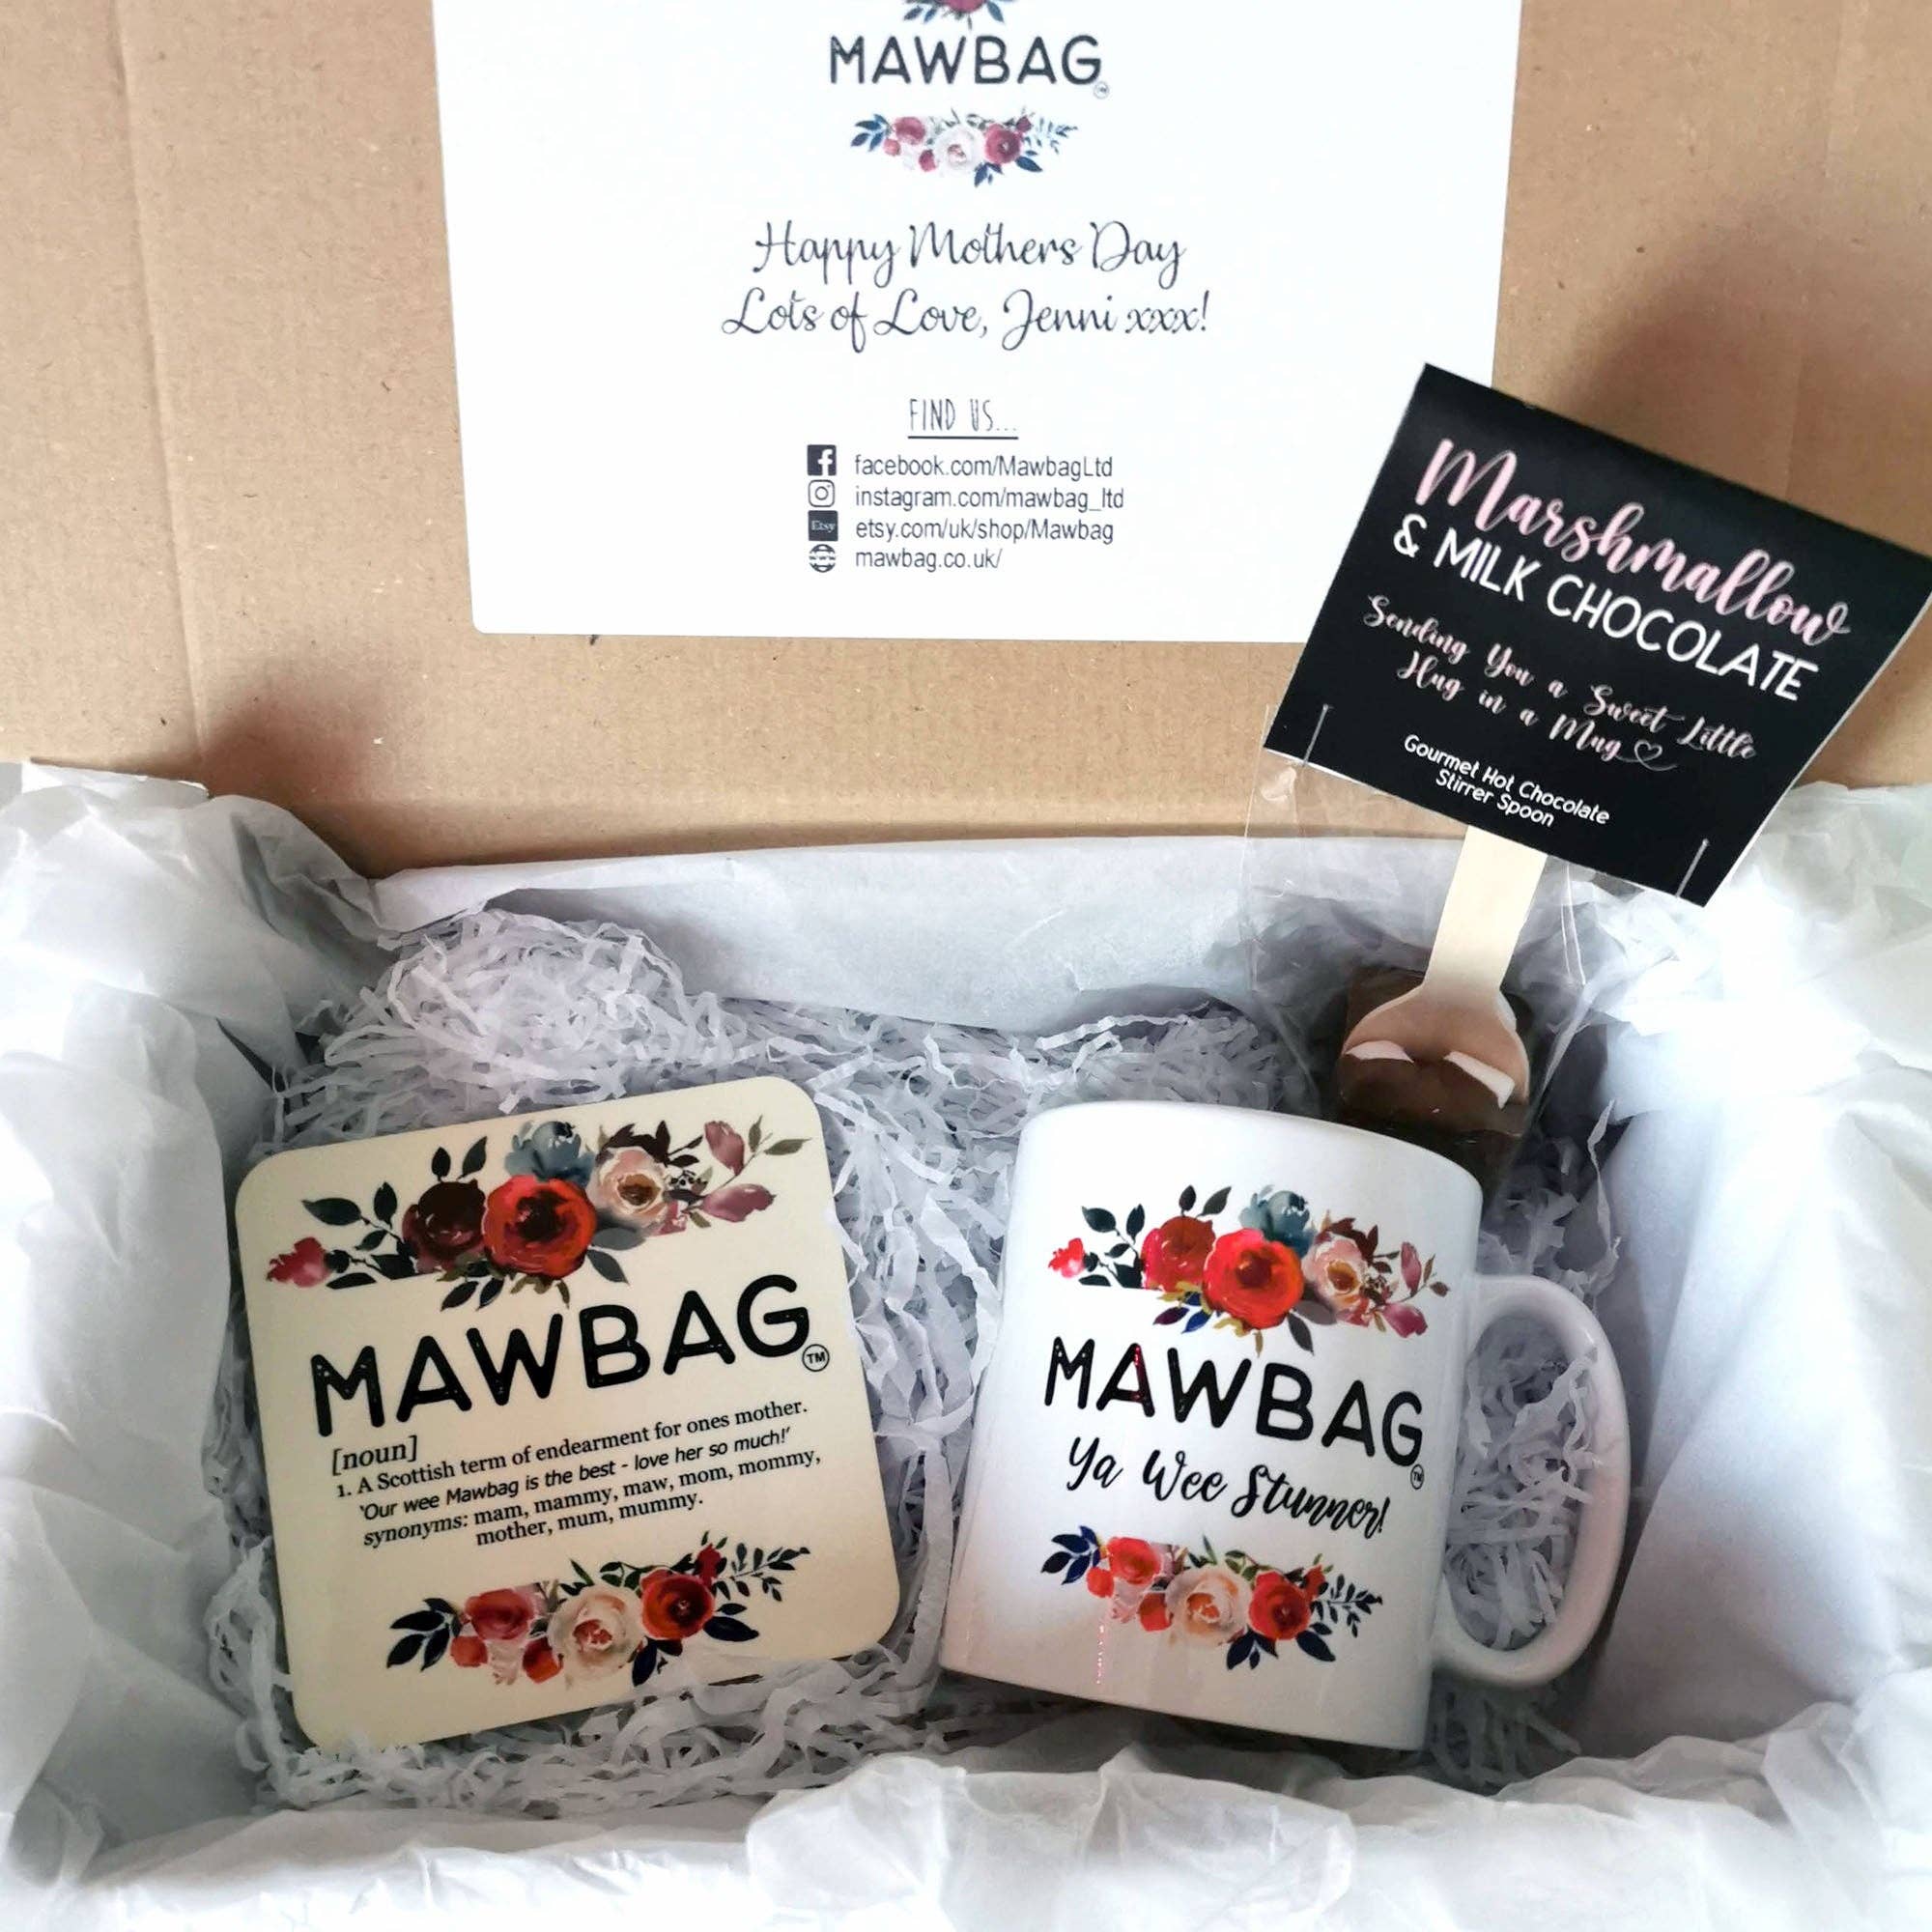 MAWBAG
TM
Happy Mothers Day
Lots of Love, Jenni xxx!
FIND US...
facebook.com/MawbagLtd
instagram.com/mawbag_ltd
Etsy etsy.com/uk/shop/Mawbag
mawbag.co.uk/
Marshmallow
& MILK CHOCOLATE
Sending You a Sweet Little
Hug in a Mug
Gourmet Hot Chocolate
Stirrer Spoon
MAWBAG
TM
[noun]
1. A Scottish term of endearment for ones mother.
'Our wee Mawbag is the best - love her so much!'
synonyms: mam, mammy, maw, mom, mommy,
mother, mum, mummy.
MAWBAG
TM
Ya Wee Stunner!